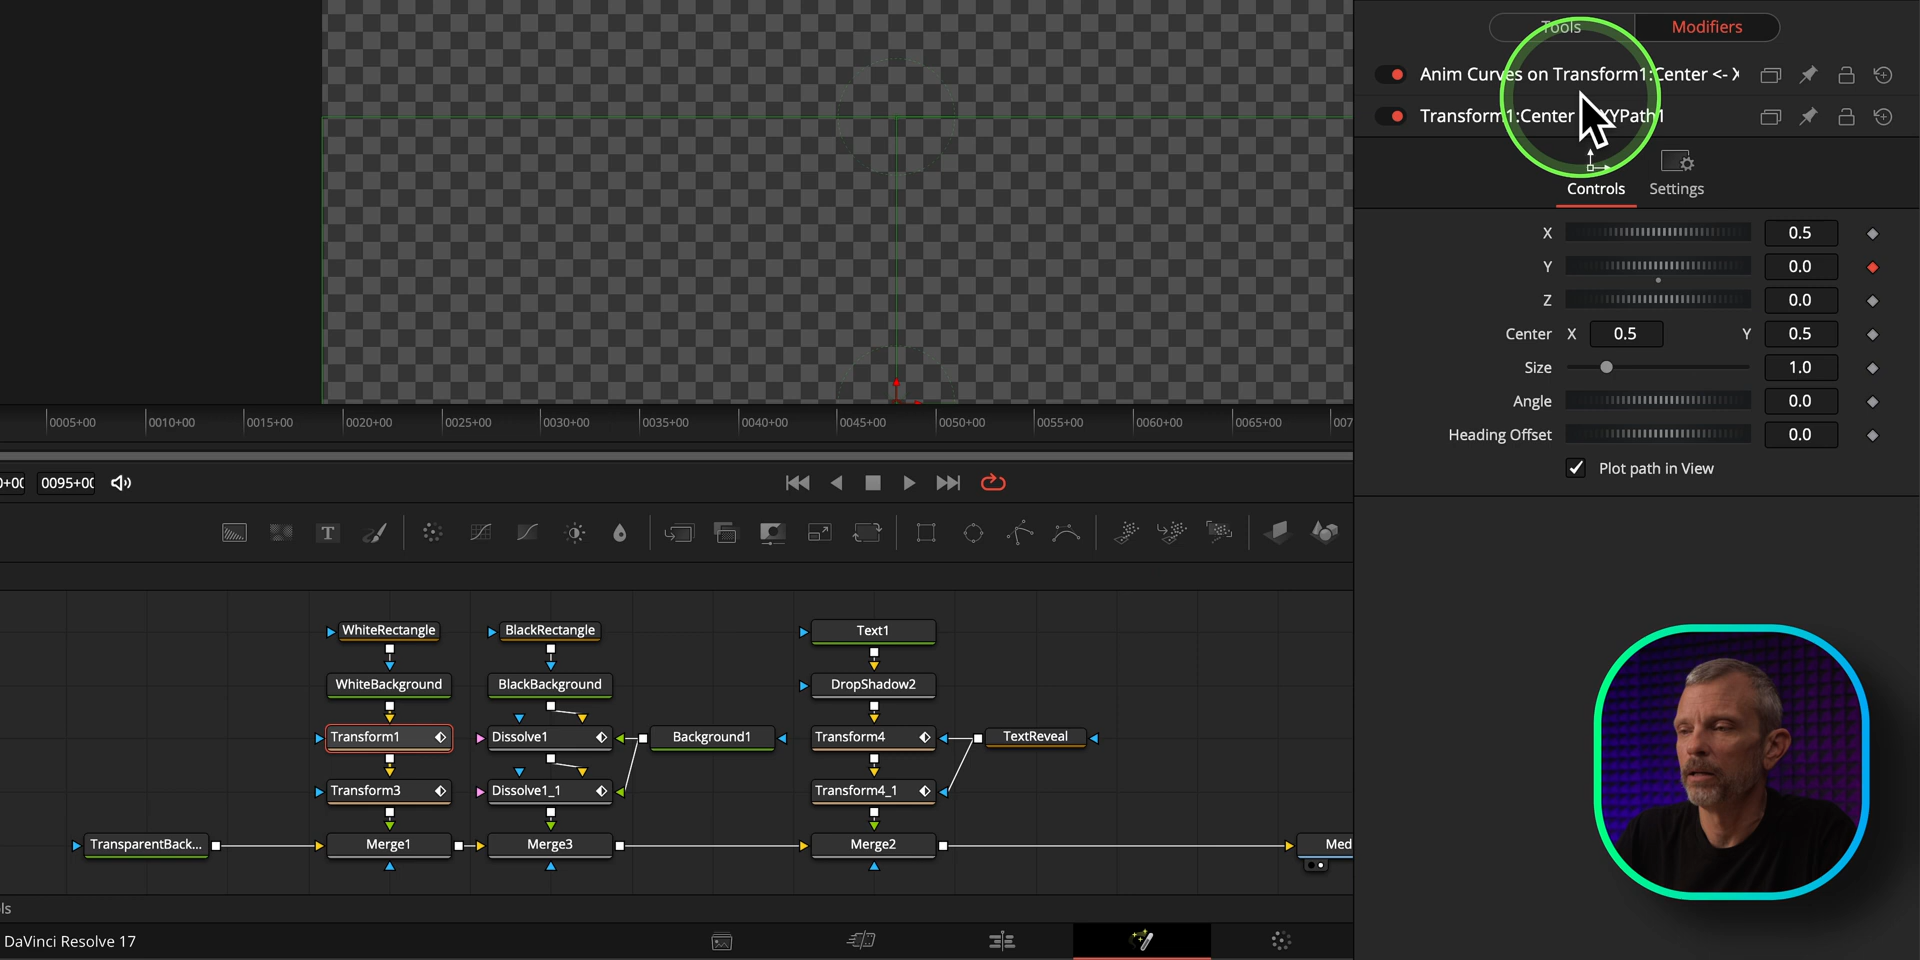 Tools Modifiers
Anim Curves on Transform1:Center <- X
Transform1:Center XYPath1
Controls Settings
X 0.5
Y 0.0
Z 0.0
Center X 0.5 Y 0.5
Size 1.0
Angle 0.0
Heading Offset 0.0
Plot path in View
0005+00 0010+00 0015+00 0020+00 0025+00 0030+00 0035+00 0040+00 0045+00 0050+00 0055+00 0060+00 0065+00 007
0+00 0095+00
T
WhiteRectangle BlackRectangle Text1
WhiteBackground BlackBackground DropShadow2
Transform1 Dissolve1 Background1 Transform4 TextReveal
Transform3 Dissolve1_1 Transform4_1
TransparentBack... Merge1 Merge3 Merge2 Med
ls
DaVinci Resolve 17